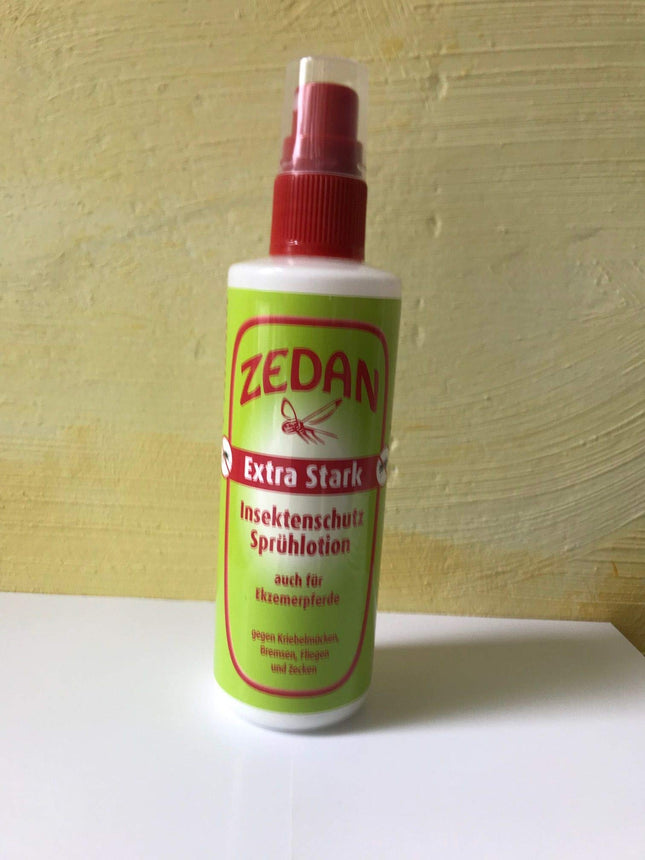 ZEDAN
Extra Stark
Insektenschutz
Sprühlotion
auch für
Ekzemerpferde
gegen Kriebelmücken,
Bremsen, Fliegen
und Zecken